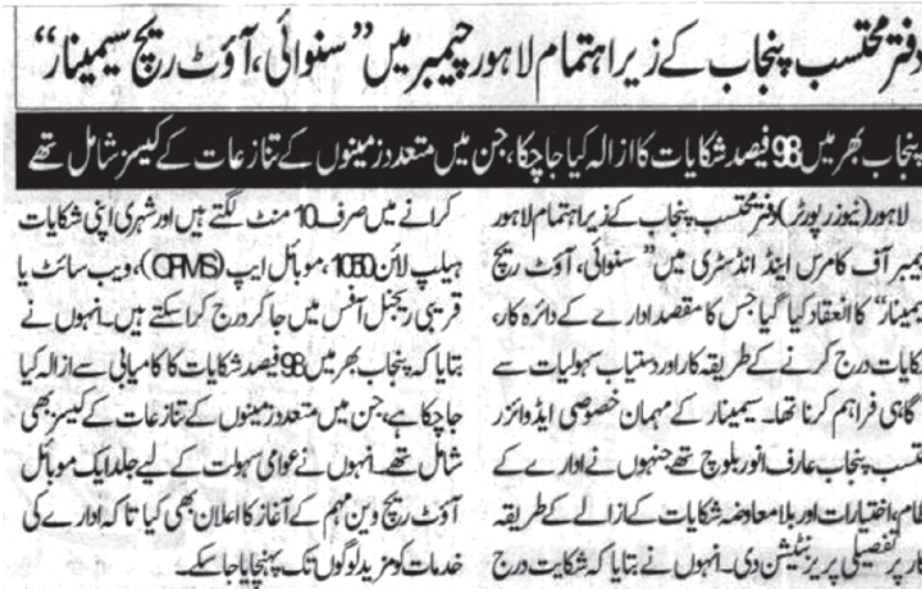 دفتر محتسب پنجاب کے زیر اہتمام لاہور چیمبر میں ”سنوائی، آؤٹ ریچ سیمینار“
پنجاب بھر میں 98 فیصد شکایات کا ازالہ کیا جا چکا، جن میں متعدد زمینوں کے تنازعات کے کیسز شامل تھے
لاہور (نیوز رپورٹر) دفتر محتسب پنجاب کے زیر اہتمام لاہور
چیمبر آف کامرس اینڈ انڈسٹری میں ”سنوائی، آؤٹ ریچ
سیمینار“ کا انعقاد کیا گیا جس کا مقصد ادارے کے دائرہ کار،
شکایات درج کرنے کے طریقہ کار اور دستیاب سہولیات سے
آگاہی فراہم کرنا تھا۔ سیمینار کے مہمان خصوصی ایڈوائزر
محتسب پنجاب عارف انور بلوچ تھے جنہوں نے ادارے کے
نظام، اختیارات اور بلا معاوضہ شکایات کے ازالے کے طریقہ
کار پر تفصیلی پریزنٹیشن دی۔ انہوں نے بتایا کہ شکایت درج
کرانے میں صرف 10 منٹ لگتے ہیں اور شہری اپنی شکایات
ہیلپ لائن 1050، موبائل ایپ (OPMIS)، ویب سائٹ یا
قریبی ریجنل آفس میں جا کر درج کرا سکتے ہیں۔ انہوں نے
بتایا کہ پنجاب بھر میں 98 فیصد شکایات کا کامیابی سے ازالہ کیا
جا چکا ہے، جن میں متعدد زمینوں کے تنازعات کے کیسز بھی
شامل تھے۔ انہوں نے عوامی سہولت کے لیے جلد ایک موبائل
آؤٹ ریچ وین مہم کے آغاز کا اعلان بھی کیا تاکہ ادارے کی
خدمات کو مزید لوگوں تک پہنچایا جا سکے۔